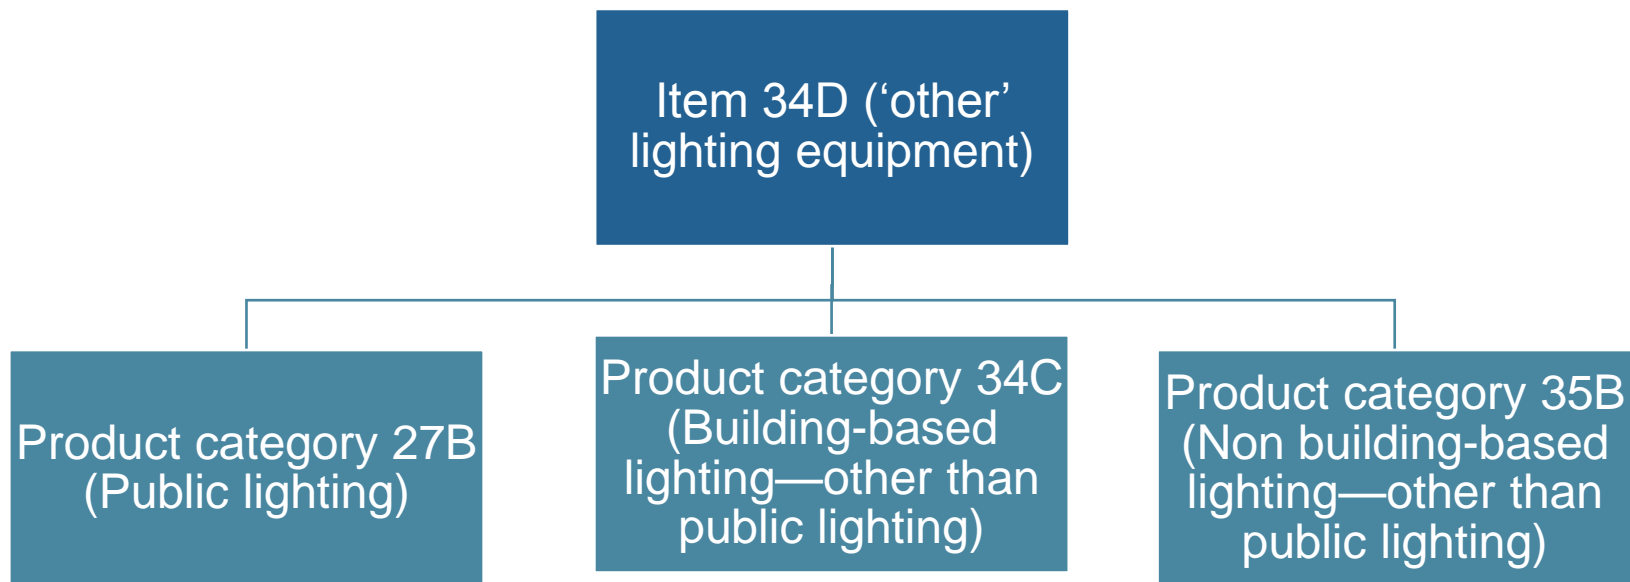 Item 34D (‘other’
lighting equipment)
Product category 27B
(Public lighting)
Product category 34C
(Building-based
lighting—other than
public lighting)
Product category 35B
(Non building-based
lighting—other than
public lighting)